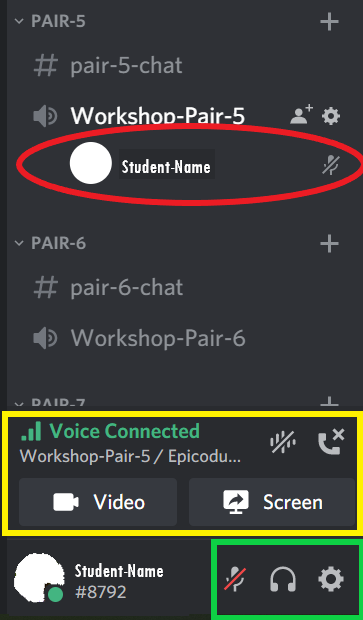 PAIR-5
# pair-5-chat
Workshop-Pair-5
Student-Name
PAIR-6
# pair-6-chat
Workshop-Pair-6
PAIR-7
Voice Connected
Workshop-Pair-5 / Epicodu...
Video
Screen
Student-Name
#8792